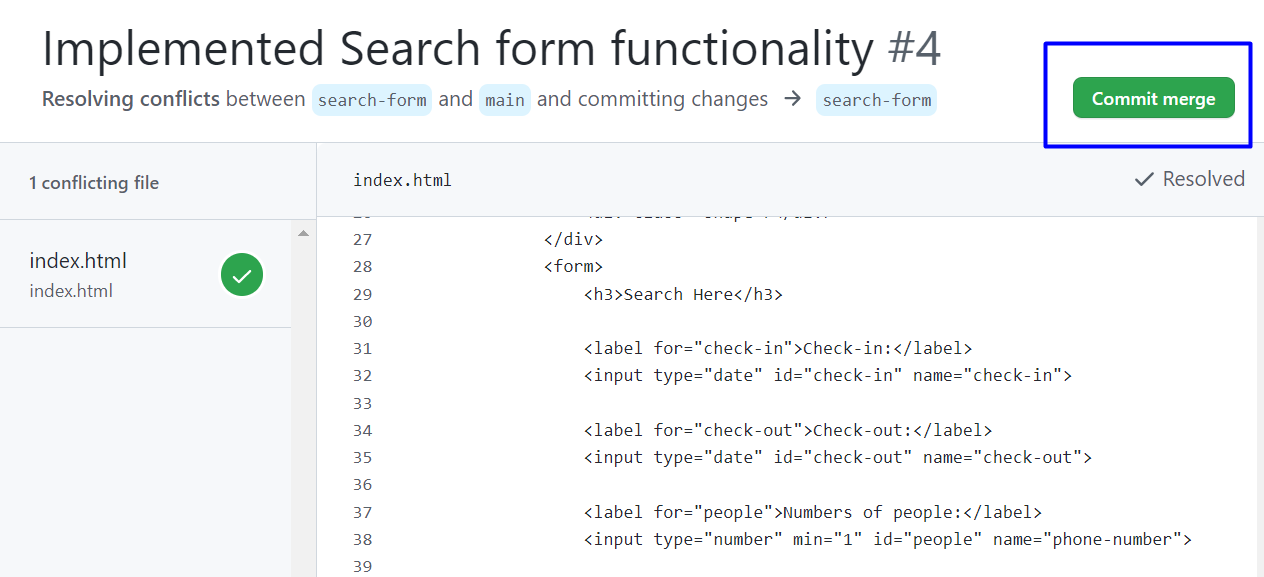 Implemented Search form functionality #4
Resolving conflicts between search-form and main and committing changes → search-form
Commit merge
1 conflicting file
index.html
✓ Resolved
index.html
index.html
27 </div>
28 <form>
29 <h3>Search Here</h3>
30
31 <label for="check-in">Check-in:</label>
32 <input type="date" id="check-in" name="check-in">
33
34 <label for="check-out">Check-out:</label>
35 <input type="date" id="check-out" name="check-out">
36
37 <label for="people">Numbers of people:</label>
38 <input type="number" min="1" id="people" name="phone-number">
39